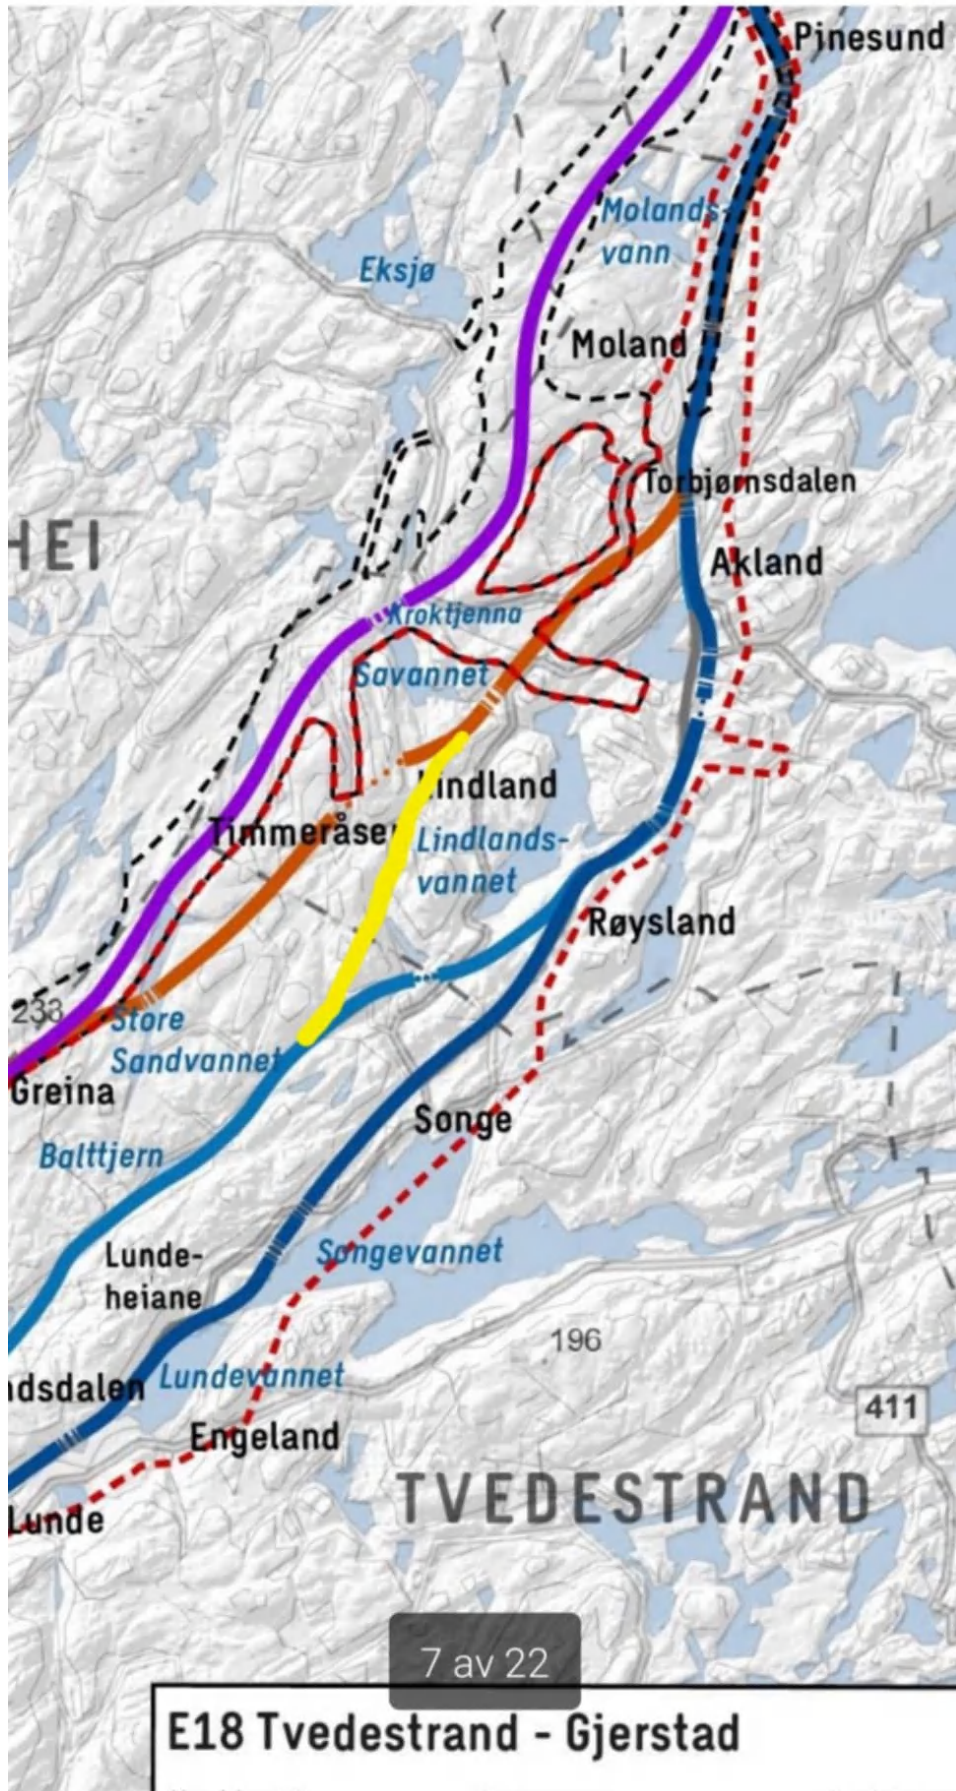 Pinesund
Molands-
vann
Eksjø
Moland
Torbjørnsdalen
HEI
Akland
Kroktjenna
Savannet
Lindland
Timmeråsen
Lindlands-
vannet
Røysland
233
Store
Sandvannet
Greina
Songe
Balttjern
Lunde-
heiane
Songevannet
196
dsdalen
Lundevannet
411
Engeland
TVEDESTRAND
Lunde
7 av 22
E18 Tvedestrand - Gjerstad